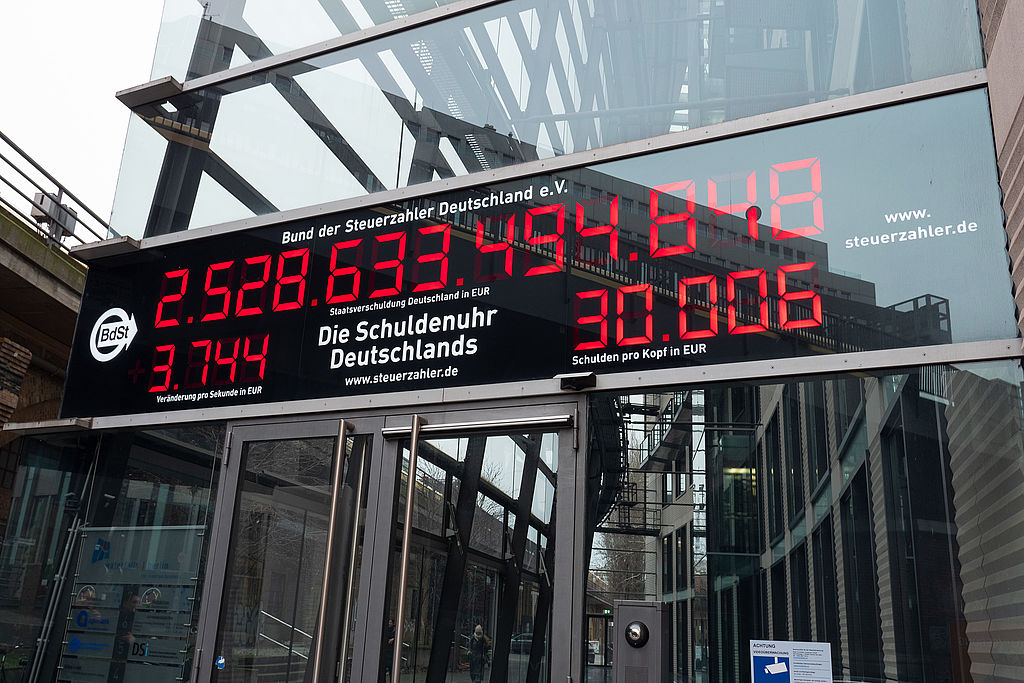 Bund der Steuerzahler Deutschland e.V.
2.528.633.494.848
Staatsverschuldung Deutschland in EUR
www.
steuerzahler.de
BdSt
3.744
Veränderung pro Sekunde in EUR
Die Schuldenuhr
Deutschlands
www.steuerzahler.de
30.006
Schulden pro Kopf in EUR
DSi
ACHTUNG
VIDEOÜBERWACHUNG